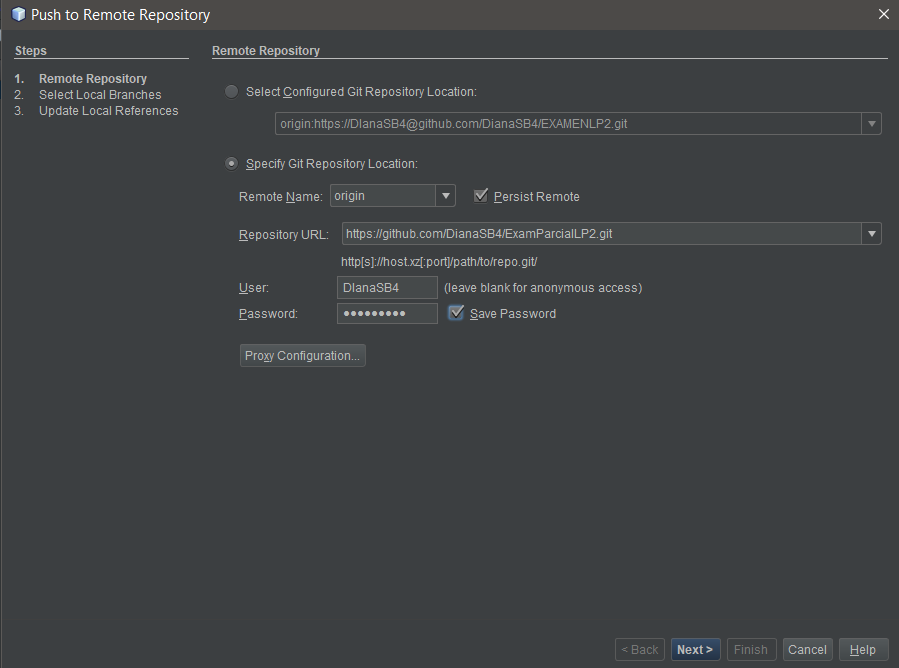 Push to Remote Repository
Steps
1. Remote Repository
2. Select Local Branches
3. Update Local References
Remote Repository
Select Configured Git Repository Location:
origin:https://DIanaSB4@github.com/DianaSB4/EXAMENLP2.git
Specify Git Repository Location:
Remote Name: origin Persist Remote
Repository URL: https://github.com/DianaSB4/ExamParcialLP2.git
http[s]://host.xz[:port]/path/to/repo.git/
User: DIanaSB4 (leave blank for anonymous access)
Password: ●●●●●●●●● Save Password
Proxy Configuration...
< Back Next > Finish Cancel Help